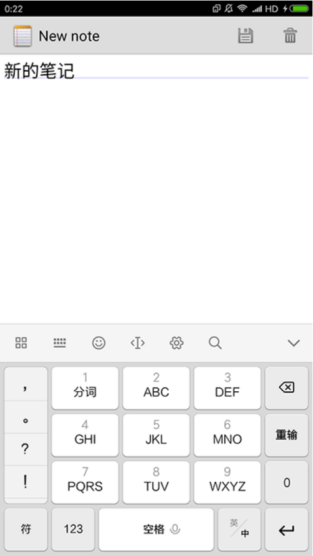 0:22 HD
New note
新的笔记
， 1 2 3
分词 ABC DEF
。 4 5 6
GHI JKL MNO 重输
?
! 7 8 9
PQRS TUV WXYZ 0
符 123 空格 英/中